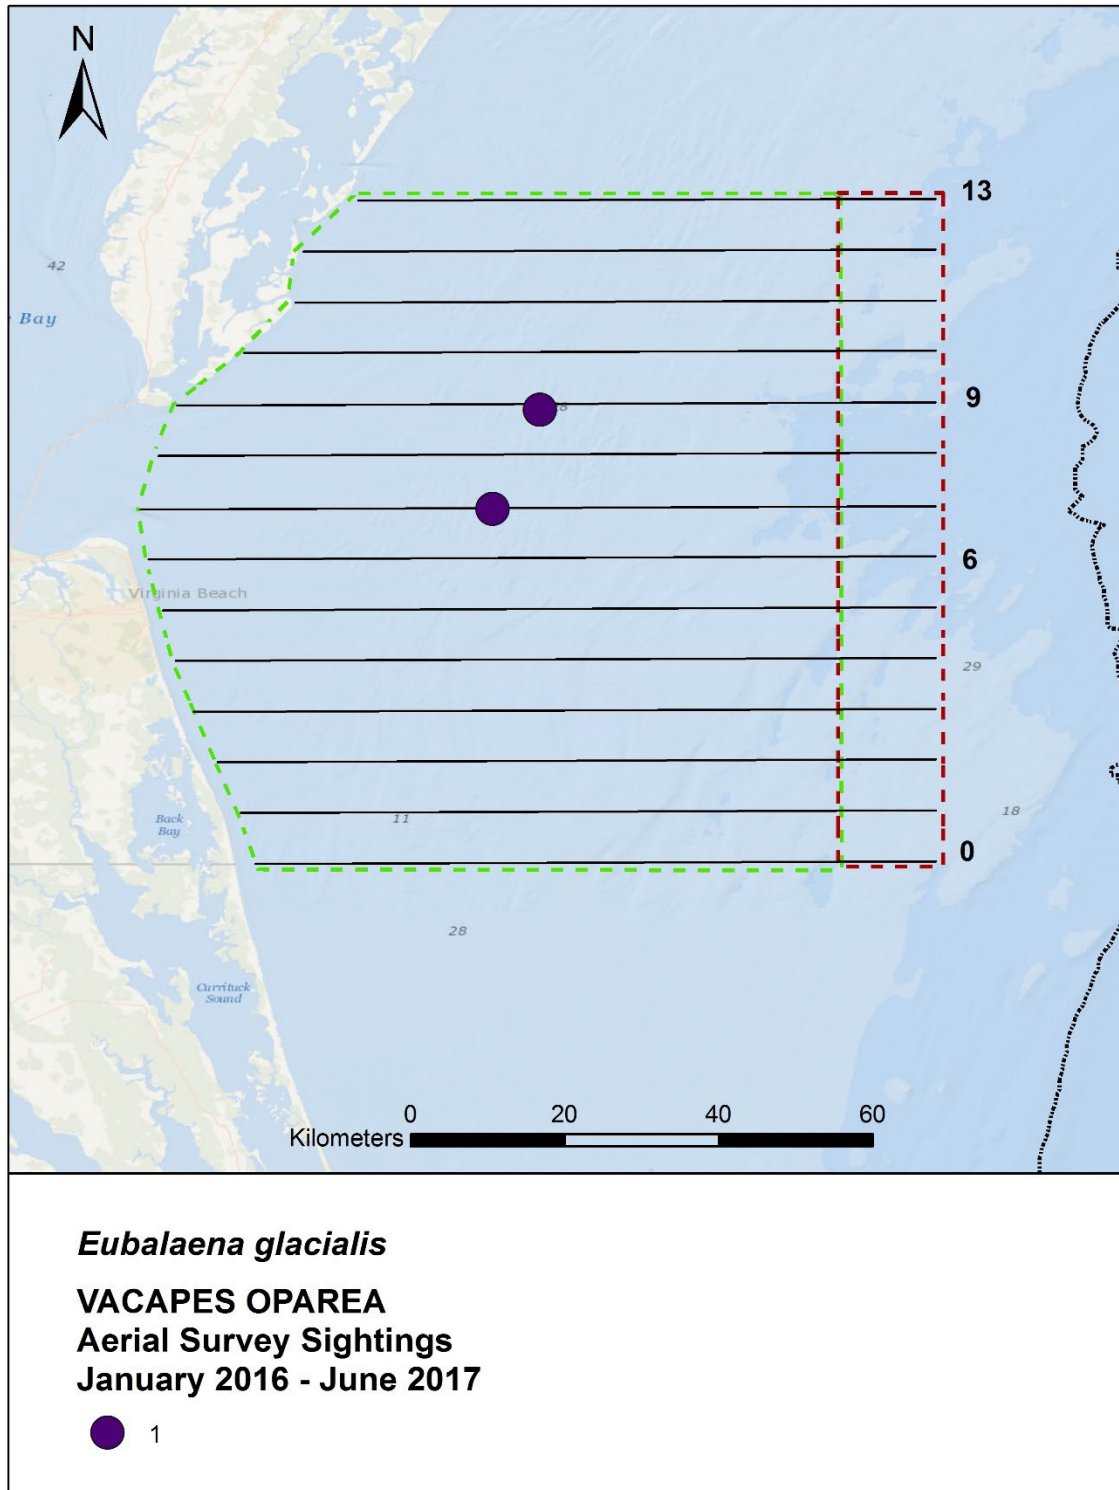 N
13
42
Bay
9
6
Virginia Beach
29
Back
Bay
11
18
0
28
Currituck
Sound
0 20 40 60
Kilometers
Eubalaena glacialis
VACAPES OPAREA
Aerial Survey Sightings
January 2016 - June 2017
1